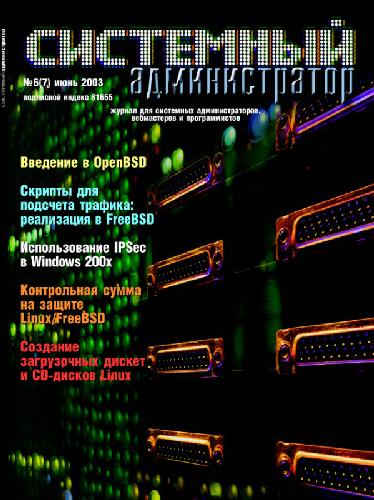 СИСТЕМНЫЙ
администратор
№6(7) июнь 2003
подписной индекс 81655
журнал для системных администраторов,
вебмастеров и программистов
Введение в OpenBSD
Скрипты для
подсчета трафика:
реализация в FreeBSD
Использование IPSec
в Windows 200x
Контрольная сумма
на защите
Linux/FreeBSD
Создание
загрузочных дискет
и CD-дисков Linux